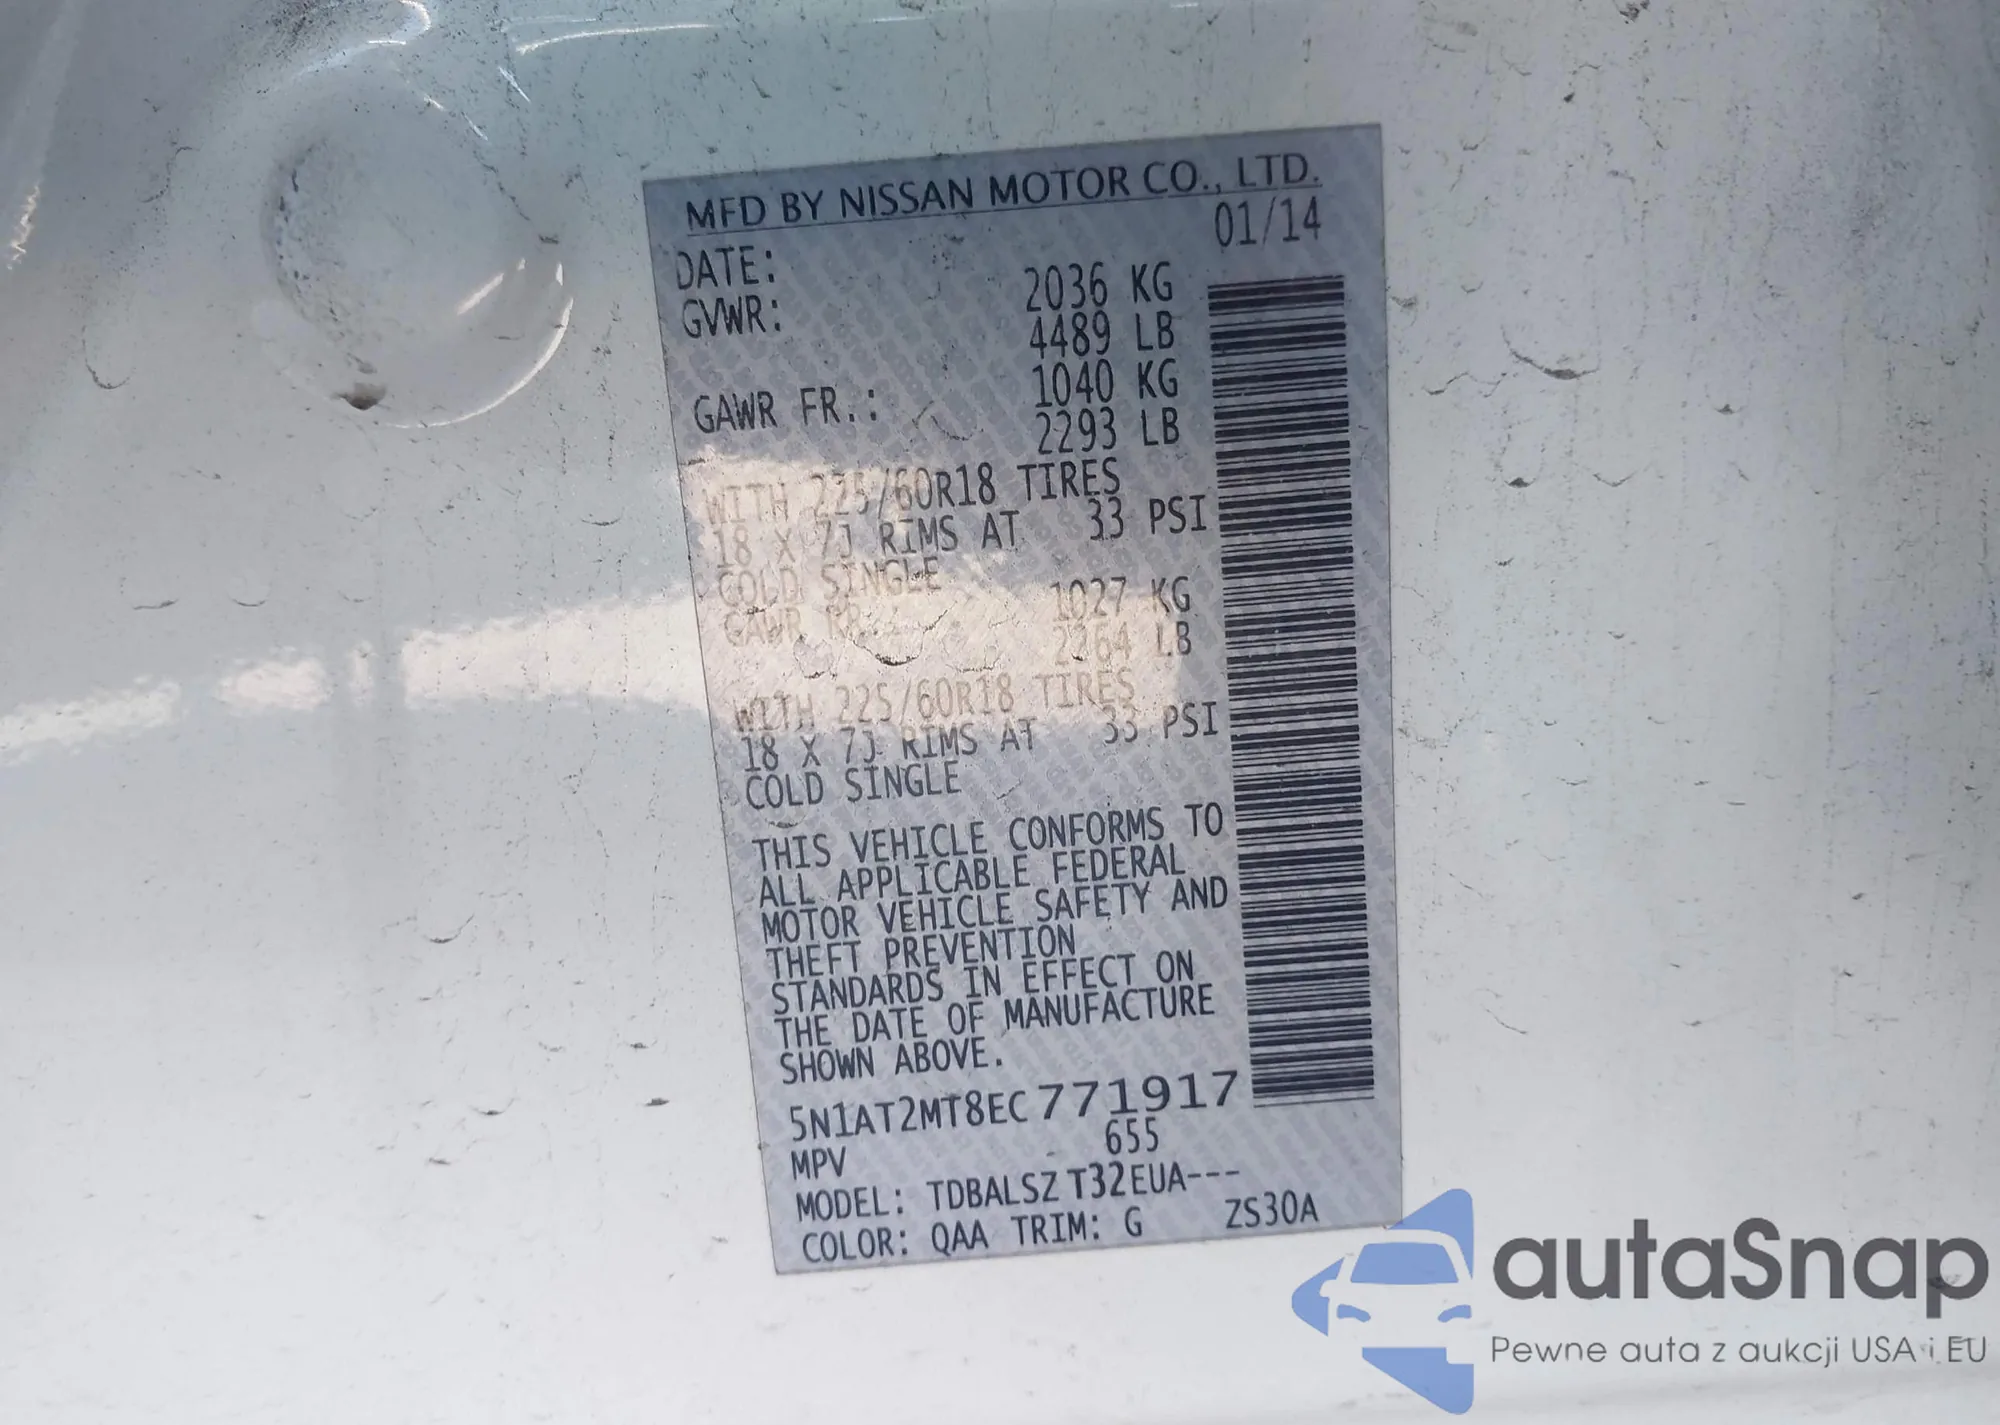 MFD BY NISSAN MOTOR CO., LTD.
DATE: 01/14
GVWR: 2036 KG
4489 LB
GAWR FR.: 1040 KG
2293 LB
WITH 225/60R18 TIRES
18 X 7J RIMS AT 33 PSI
COLD SINGLE
GAWR RR.: 1027 KG
2264 LB
WITH 225/60R18 TIRES
18 X 7J RIMS AT 33 PSI
COLD SINGLE
THIS VEHICLE CONFORMS TO
ALL APPLICABLE FEDERAL
MOTOR VEHICLE SAFETY AND
THEFT PREVENTION
STANDARDS IN EFFECT ON
THE DATE OF MANUFACTURE
SHOWN ABOVE.
5N1AT2MT8EC771917
MPV 655
MODEL: TDBALSZ T32EUA---
COLOR: QAA TRIM: G ZS30A
autaSnap
Pewne auta z aukcji USA i EU